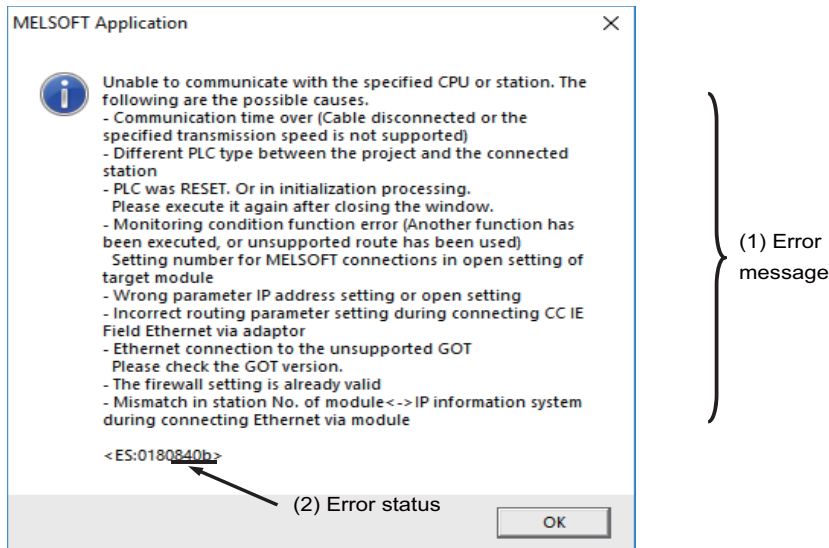 MELSOFT Application
Unable to communicate with the specified CPU or station. The
following are the possible causes.
- Communication time over (Cable disconnected or the
specified transmission speed is not supported)
- Different PLC type between the project and the connected
station
- PLC was RESET. Or in initialization processing.
Please execute it again after closing the window.
- Monitoring condition function error (Another function has
been executed, or unsupported route has been used)
Setting number for MELSOFT connections in open setting of
target module
- Wrong parameter IP address setting or open setting
- Incorrect routing parameter setting during connecting CC IE
Field Ethernet via adaptor
- Ethernet connection to the unsupported GOT
Please check the GOT version.
- The firewall setting is already valid
- Mismatch in station No. of module<->IP information system
during connecting Ethernet via module
<ES:0180840b>
(2) Error status
OK
(1) Error
message